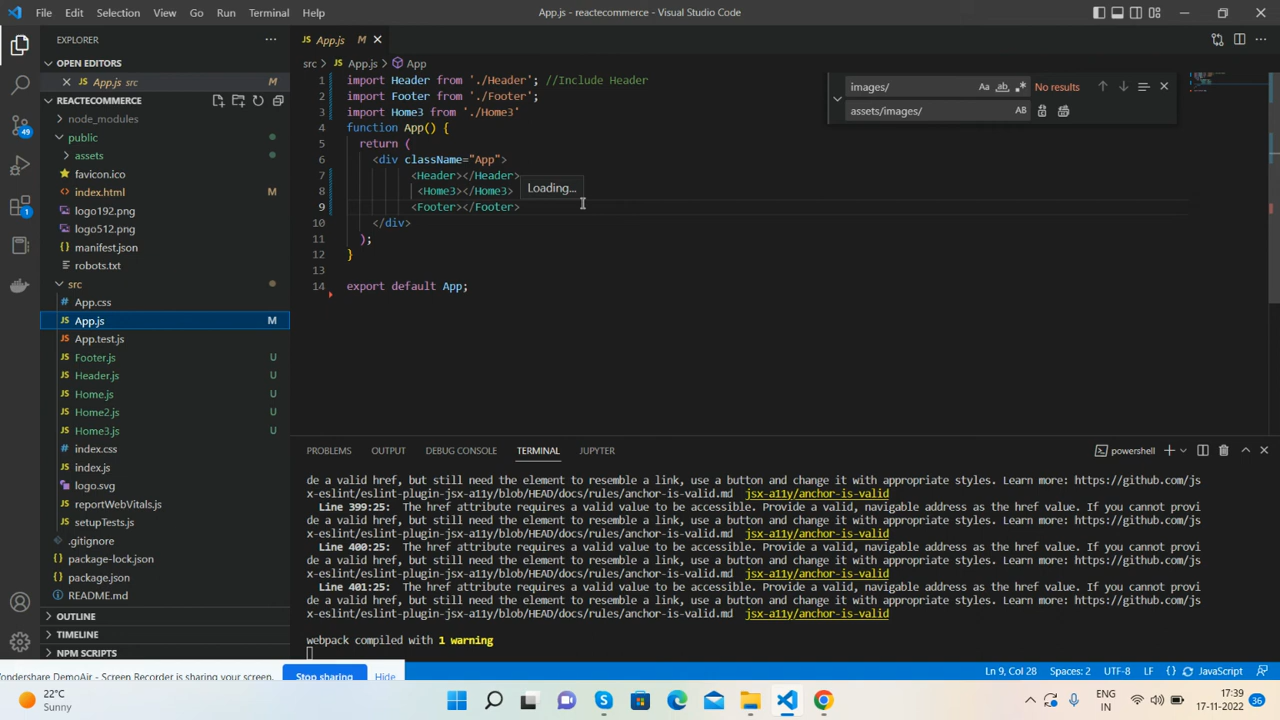 File Edit Selection View Go Run Terminal Help App.js - reactecommerce - Visual Studio Code
EXPLORER ...
App.js M
OPEN EDITORS
App.js src M
REACTECOMMERCE
node_modules
public
assets
favicon.ico
index.html
logo192.png
logo512.png
manifest.json
robots.txt
src
App.css
App.js M
App.test.js
Footer.js U
Header.js U
Home.js U
Home2.js U
Home3.js U
index.css
index.js
logo.svg
reportWebVitals.js
setupTests.js
.gitignore
package-lock.json
package.json
README.md
OUTLINE
TIMELINE
NPM SCRIPTS
49
1
src > App.js > App
1 import Header from './Header'; //Include Header
2 import Footer from './Footer';
3 import Home3 from './Home3'
4 function App() {
5 return (
6 <div className="App">
7 <Header></Header>
8 <Home3></Home3>
9 <Footer></Footer>
10 </div>
11 );
12 }
13
14 export default App;
Loading...
images/ Aa ab .* No results
assets/images/ AB
PROBLEMS OUTPUT DEBUG CONSOLE TERMINAL JUPYTER powershell
de a valid href, but still need the element to resemble a link, use a button and change it with appropriate styles. Learn more: https://github.com/js
x-eslint/eslint-plugin-jsx-a11y/blob/HEAD/docs/rules/anchor-is-valid.md jsx-a11y/anchor-is-valid
Line 399:25: The href attribute requires a valid value to be accessible. Provide a valid, navigable address as the href value. If you cannot provi
de a valid href, but still need the element to resemble a link, use a button and change it with appropriate styles. Learn more: https://github.com/js
x-eslint/eslint-plugin-jsx-a11y/blob/HEAD/docs/rules/anchor-is-valid.md jsx-a11y/anchor-is-valid
Line 400:25: The href attribute requires a valid value to be accessible. Provide a valid, navigable address as the href value. If you cannot provi
de a valid href, but still need the element to resemble a link, use a button and change it with appropriate styles. Learn more: https://github.com/js
x-eslint/eslint-plugin-jsx-a11y/blob/HEAD/docs/rules/anchor-is-valid.md jsx-a11y/anchor-is-valid
Line 401:25: The href attribute requires a valid value to be accessible. Provide a valid, navigable address as the href value. If you cannot provi
de a valid href, but still need the element to resemble a link, use a button and change it with appropriate styles. Learn more: https://github.com/js
x-eslint/eslint-plugin-jsx-a11y/blob/HEAD/docs/rules/anchor-is-valid.md jsx-a11y/anchor-is-valid
webpack compiled with 1 warning
ondershare DemoAir - Screen Recorder is sharing your screen. Stop sharing Hide
Ln 9, Col 28 Spaces: 2 UTF-8 LF {} JavaScript
22°C
Sunny
ENG
IN
17:39
17-11-2022
36